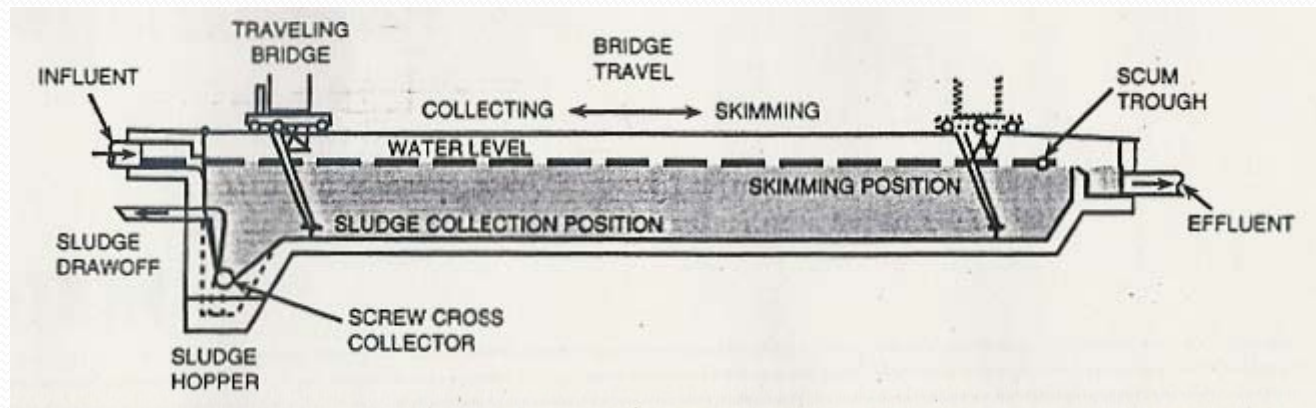 TRAVELING
BRIDGE
BRIDGE
TRAVEL
INFLUENT
SCUM
TROUGH
COLLECTING
SKIMMING
WATER LEVEL
SKIMMING POSITION
SLUDGE COLLECTION POSITION
EFFLUENT
SLUDGE
DRAWOFF
SCREW CROSS
COLLECTOR
SLUDGE
HOPPER